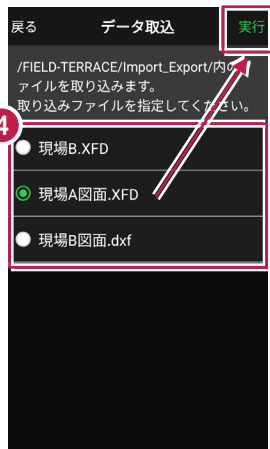 戻る データ取込 実行
/FIELD-TERRACE/Import_Export/内の
ァイルを取り込みます。
取り込みファイルを指定してください。
4
現場B.XFD
現場A図面.XFD
現場B図面.dxf